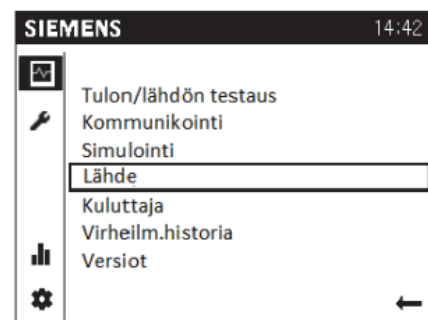 SIEMENS 14:42
Tulon/lähdön testaus
Kommunikointi
Simulointi
Lähde
Kuluttaja
Virheilm.historia
Versiot